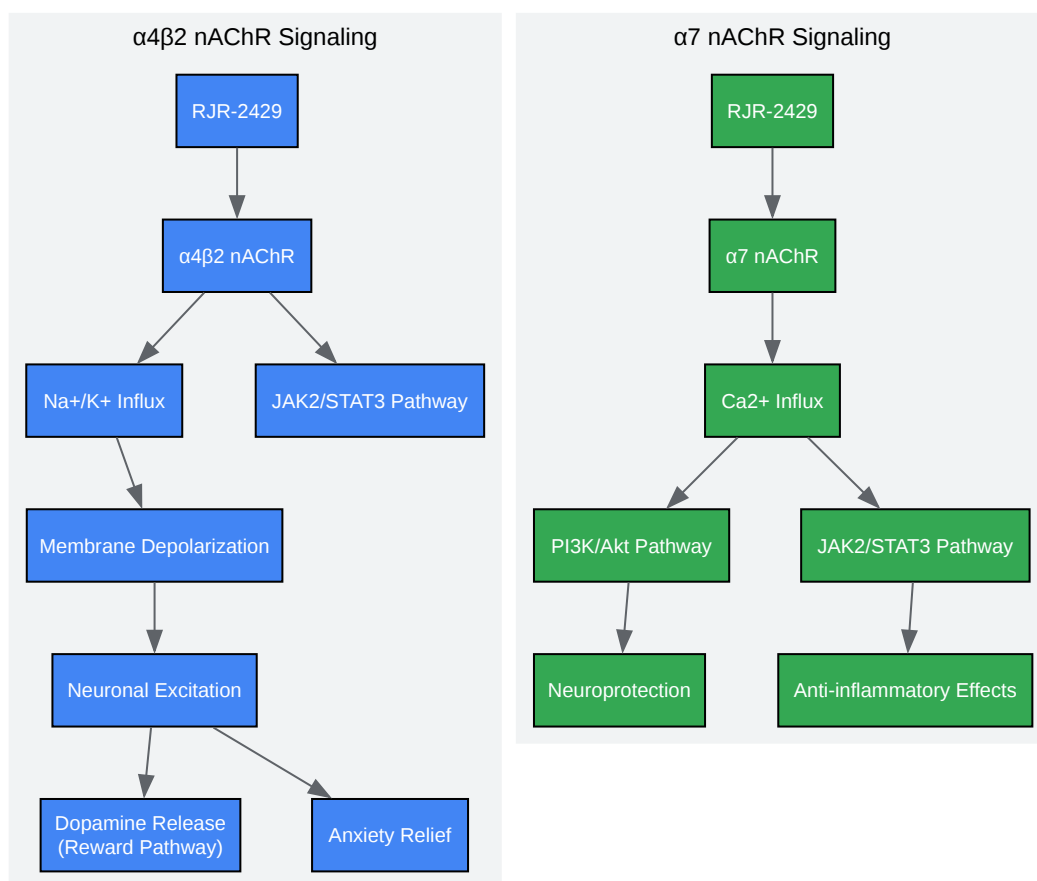 α4β2 nAChR Signaling
RJR-2429
α4β2 nAChR
Na+/K+ Influx
JAK2/STAT3 Pathway
Membrane Depolarization
Neuronal Excitation
Dopamine Release
(Reward Pathway)
Anxiety Relief
α7 nAChR Signaling
RJR-2429
α7 nAChR
Ca2+ Influx
PI3K/Akt Pathway
JAK2/STAT3 Pathway
Neuroprotection
Anti-inflammatory Effects